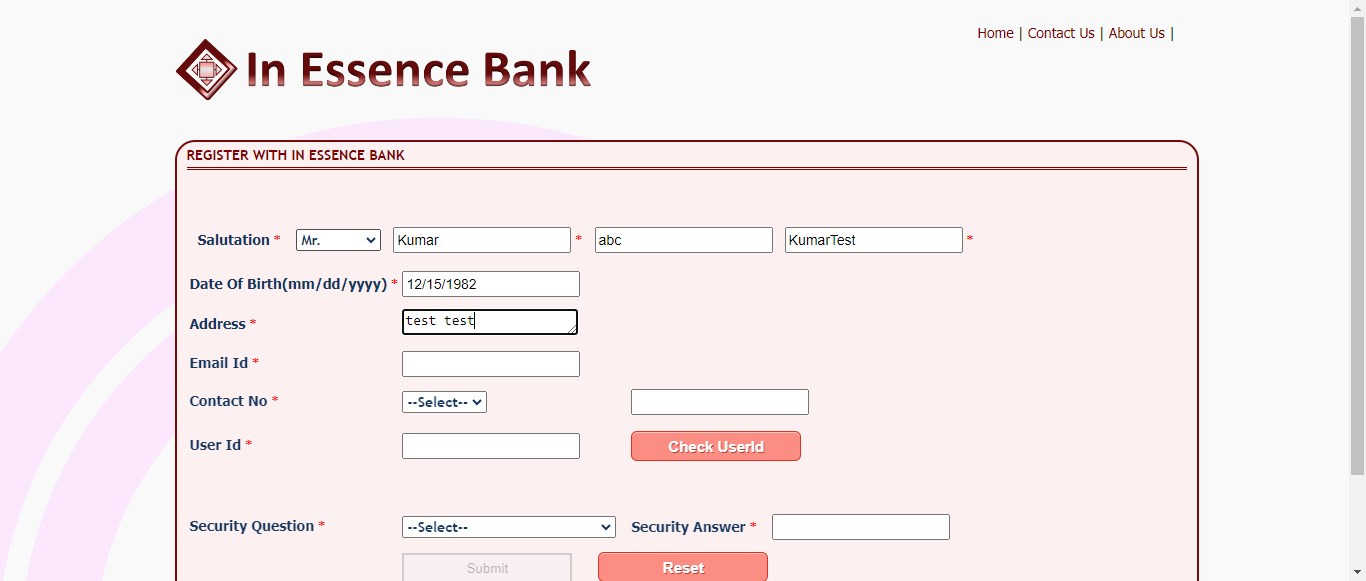 Home | Contact Us | About Us |
In Essence Bank
REGISTER WITH IN ESSENCE BANK
Salutation * Mr. Kumar * abc KumarTest *
Date Of Birth(mm/dd/yyyy) * 12/15/1982
Address * test test
Email Id *
Contact No * --Select--
User Id * Check UserId
Security Question * --Select-- Security Answer *
Submit Reset